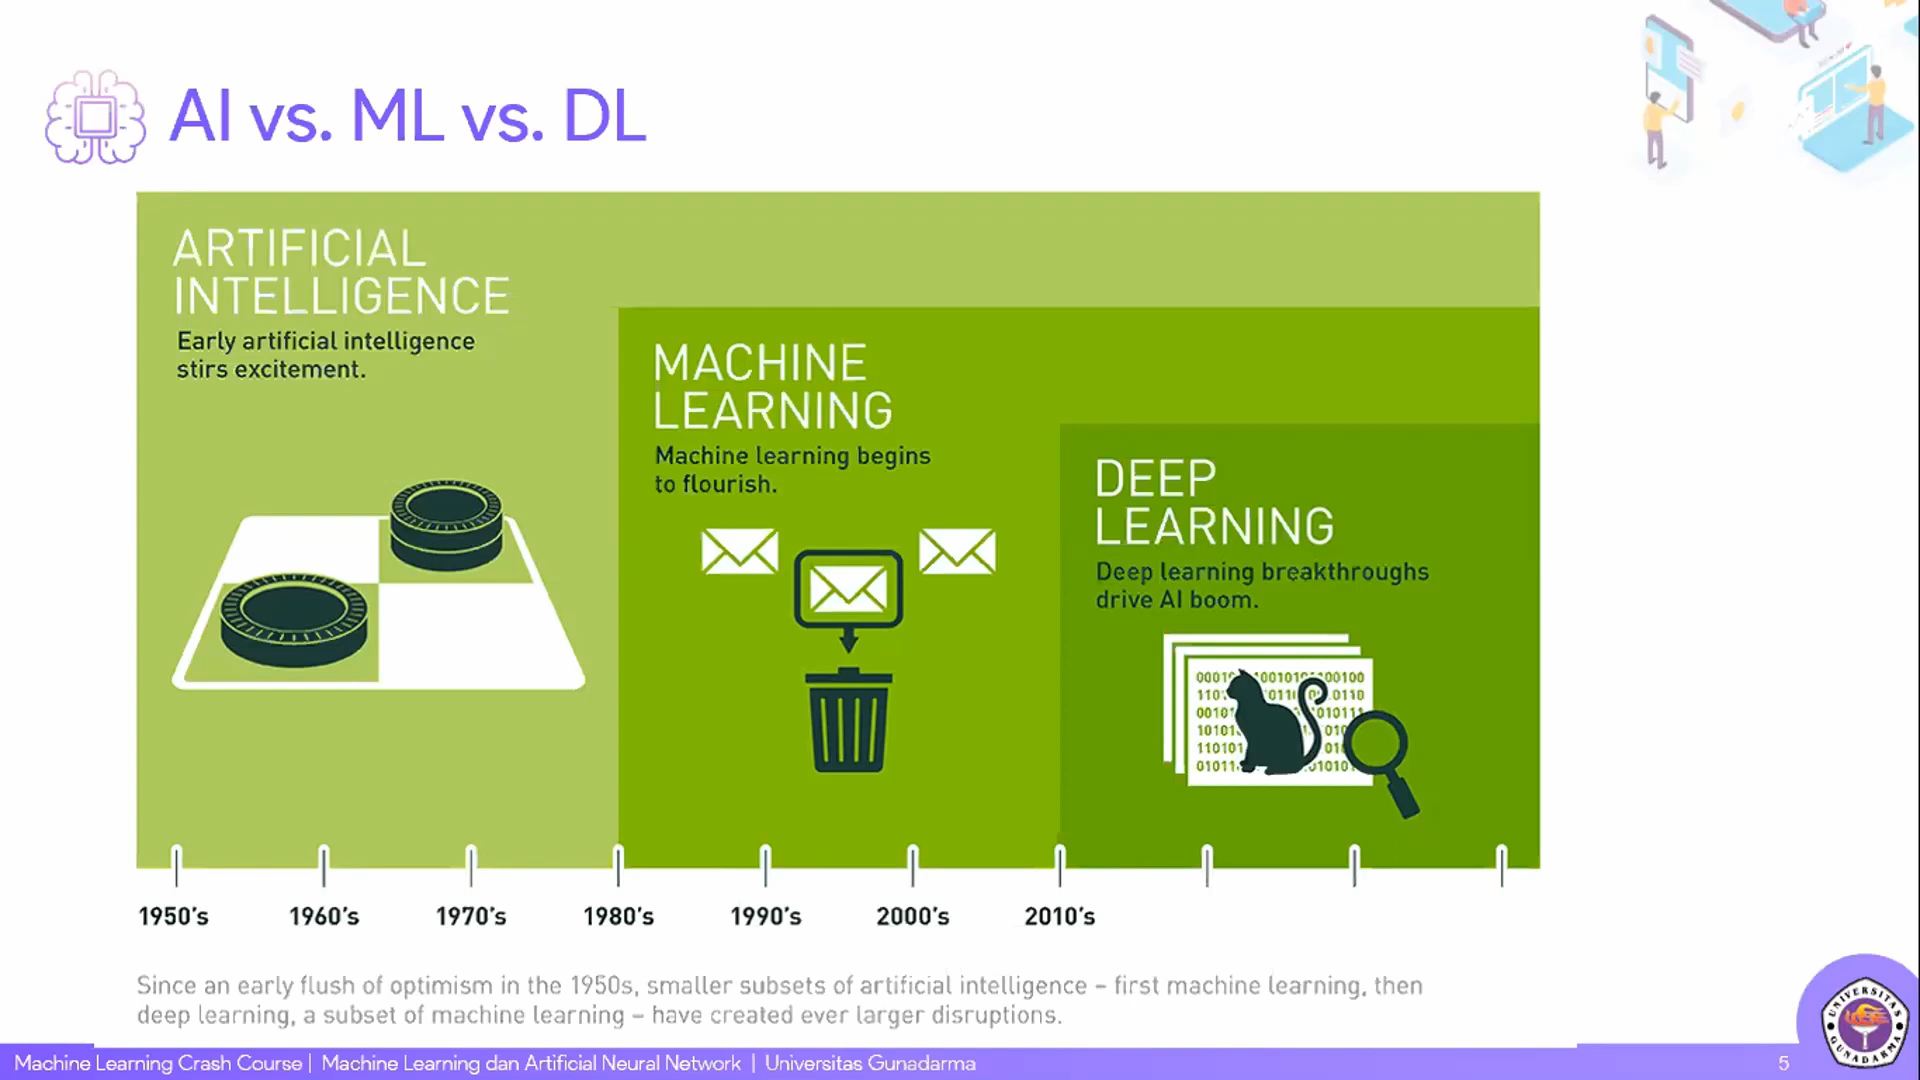 AI vs. ML vs. DL
ARTIFICIAL
INTELLIGENCE
Early artificial intelligence
stirs excitement.
MACHINE
LEARNING
Machine learning begins
to flourish.
DEEP
LEARNING
Deep learning breakthroughs
drive AI boom.
1950's 1960's 1970's 1980's 1990's 2000's 2010's
Since an early flush of optimism in the 1950s, smaller subsets of artificial intelligence – first machine learning, then
deep learning, a subset of machine learning – have created ever larger disruptions.
Machine Learning Crash Course | Machine Learning dan Artificial Neural Network | Universitas Gunadarma
5
UNIVERSITAS
GUNADARMA